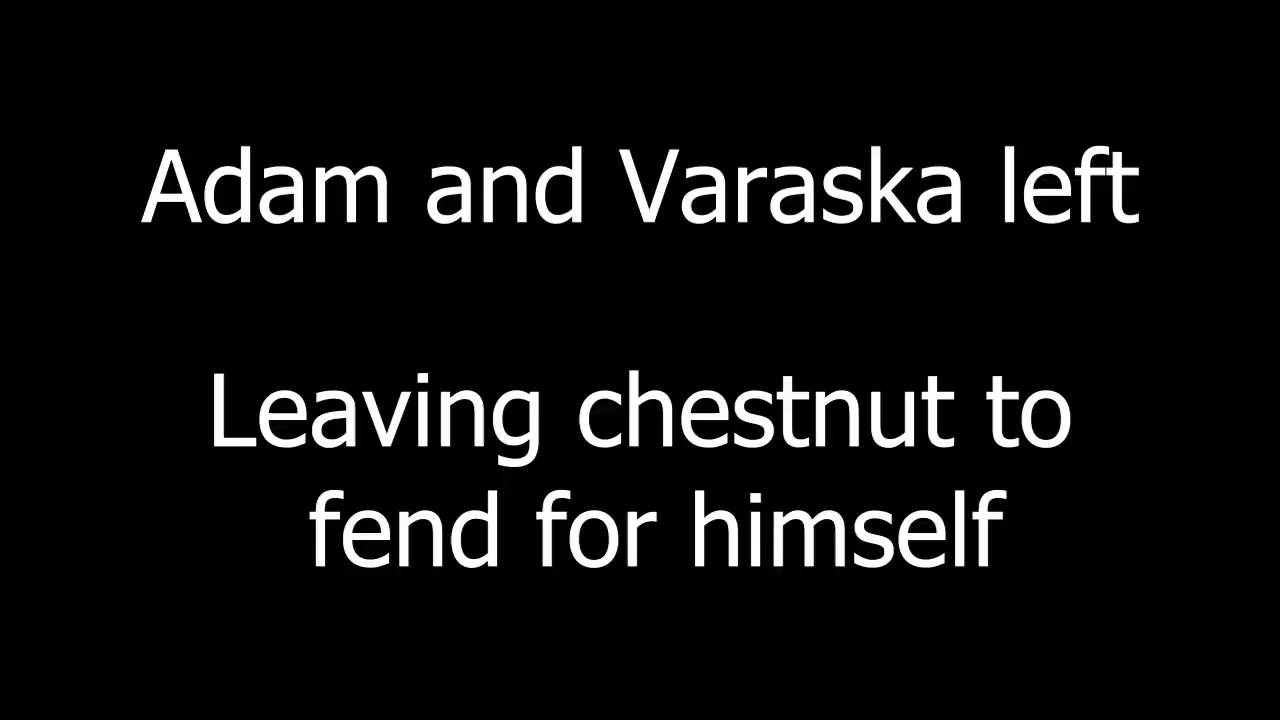 Adam and Varaska left
Leaving chestnut to
fend for himself